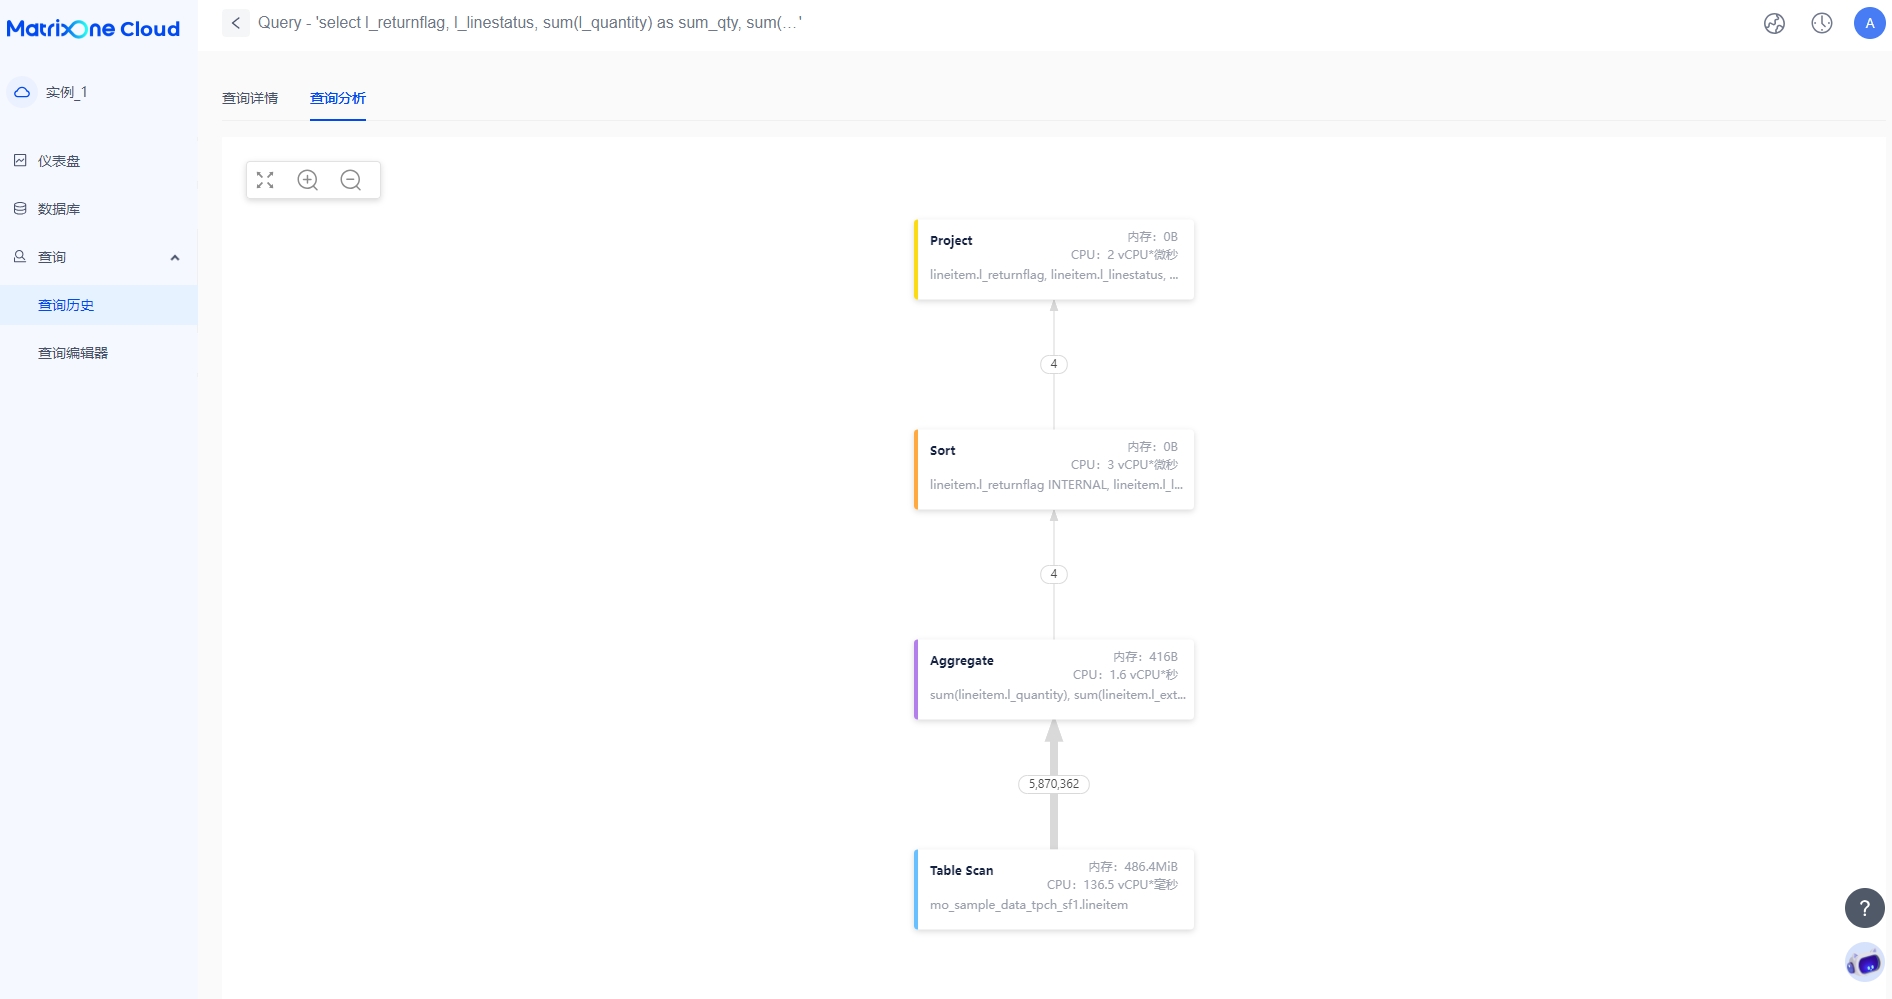 MatrixOne Cloud
Query - 'select l_returnflag, l_linestatus, sum(l_quantity) as sum_qty, sum(…'
A
实例_1
查询详情
查询分析
仪表盘
数据库
查询
查询历史
查询编辑器
Project
内存：0B
CPU：2 vCPU*微秒
lineitem.l_returnflag, lineitem.l_linestatus, ...
4
Sort
内存：0B
CPU：3 vCPU*微秒
lineitem.l_returnflag INTERNAL, lineitem.l_l...
4
Aggregate
内存：416B
CPU：1.6 vCPU*秒
sum(lineitem.l_quantity), sum(lineitem.l_ext...
5,870,362
Table Scan
内存：486.4MiB
CPU：136.5 vCPU*毫秒
mo_sample_data_tpch_sf1.lineitem
?